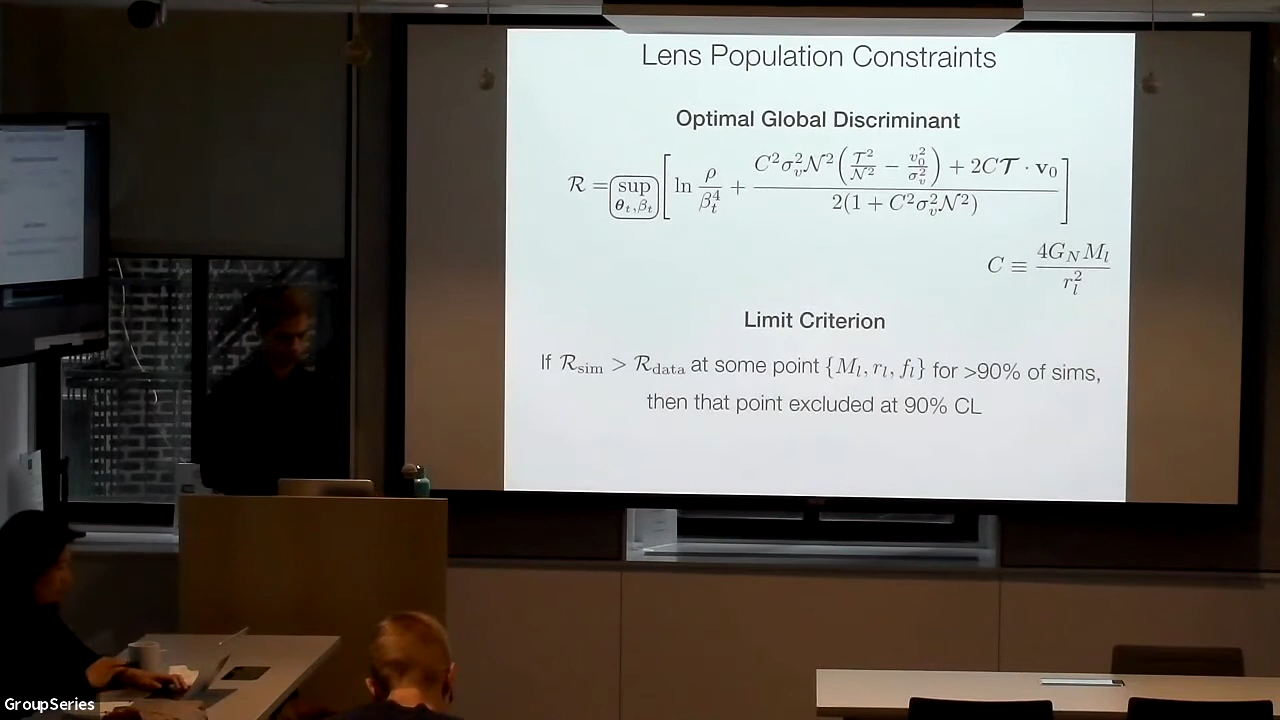 Lens Population Constraints
Optimal Global Discriminant
ℛ = sup_{θ_t, β_t} [ ln ρ/β_t^4 + (C²σ_v²𝒩²(𝒯²/𝒩² − v_0²/σ_v²) + 2C𝓣 · v_0) / (2(1 + C²σ_v²𝒩²)) ]
C ≡ 4G_N M_l / r_l²
Limit Criterion
If ℛ_sim > ℛ_data at some point {M_l, r_l, f_l} for >90% of sims,
then that point excluded at 90% CL
GroupSeries